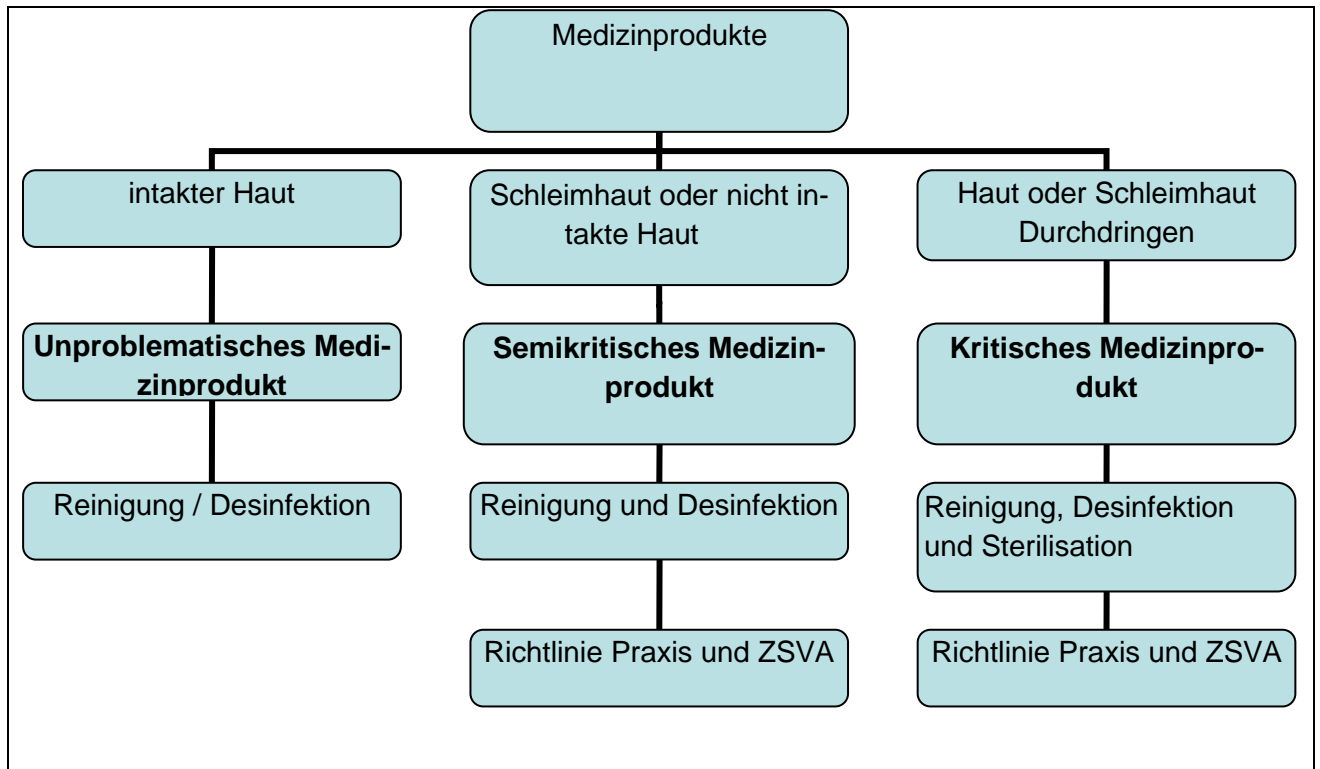 Medizinprodukte
intakter Haut
Schleimhaut oder nicht in-
takte Haut
Haut oder Schleimhaut
Durchdringen
Unproblematisches Medi-
zinprodukt
Semikritisches Medizin-
produkt
Kritisches Medizinpro-
dukt
Reinigung / Desinfektion
Reinigung und Desinfektion
Reinigung, Desinfektion
und Sterilisation
Richtlinie Praxis und ZSVA
Richtlinie Praxis und ZSVA